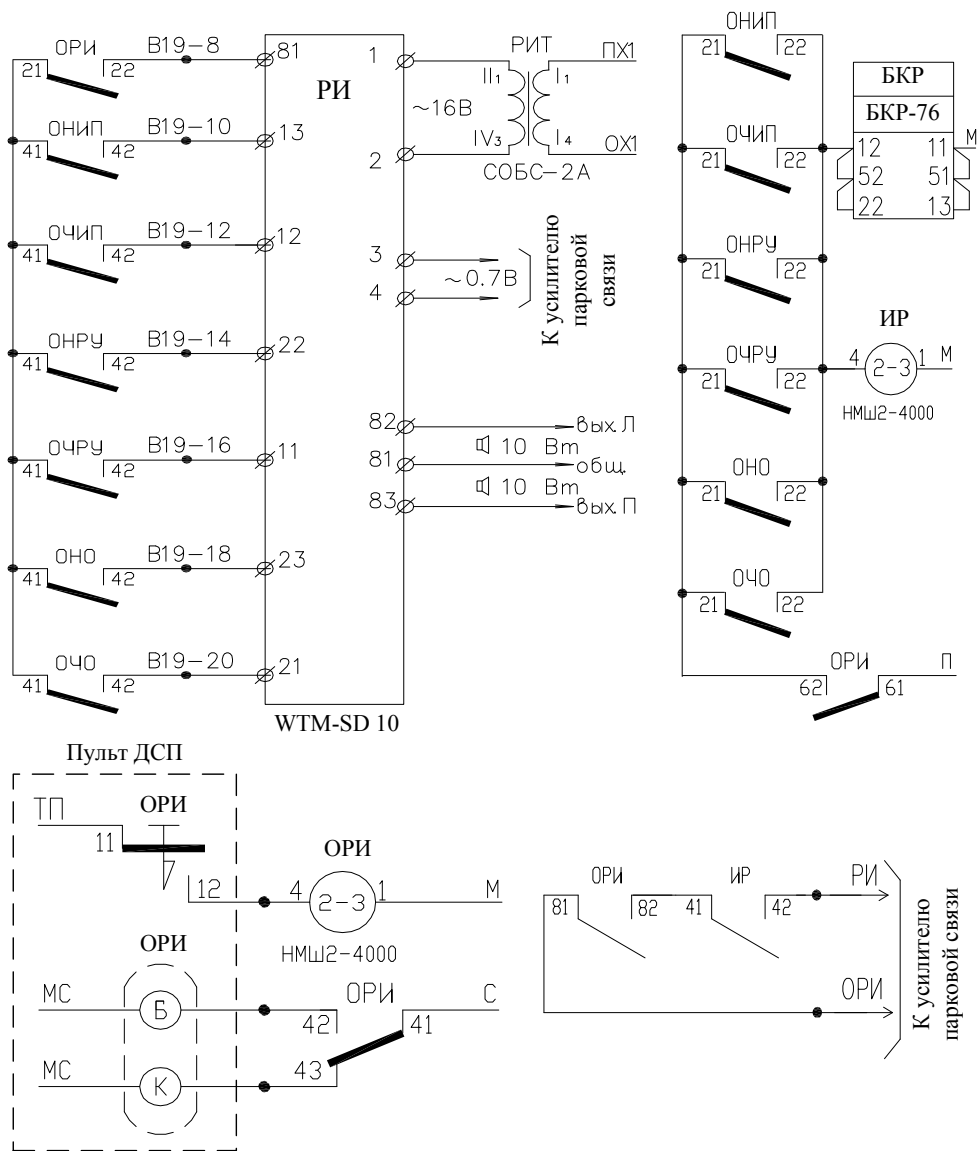 ОРИ В19-8 81
21 22
ОНИП В19-10 13
41 42
ОЧИП В19-12 12
41 42
ОНРУ В19-14 22
41 42
ОЧРУ В19-16 11
41 42
ОНО В19-18 23
41 42
ОЧО В19-20 21
41 42
РИ
1
2
3
4
82
81
83
WTM-SD 10
РИТ ПХ1
II1 I1
~16В
IV3 I4
ОХ1
СОБС-2А
~0.7В
К усилителю
парковой
связи
вых. Л
10 Вт
общ.
10 Вт
вых. П
ОНИП
21 22
ОЧИП
21 22
ОНРУ
21 22
ОЧРУ
21 22
ОНО
21 22
ОЧО
21 22
ОРИ П
62 61
БКР
БКР-76
12 11 М
52 51
22 13
ИР
4 2-3 1 М
НМШ2-4000
Пульт ДСП
ТП ОРИ
11
12
ОРИ
4 2-3 1 М
НМШ2-4000
ОРИ
МС Б
МС К
ОРИ С
42 41
43
ОРИ ИР РИ
81 82 41 42
ОРИ
К усилителю
парковой связи